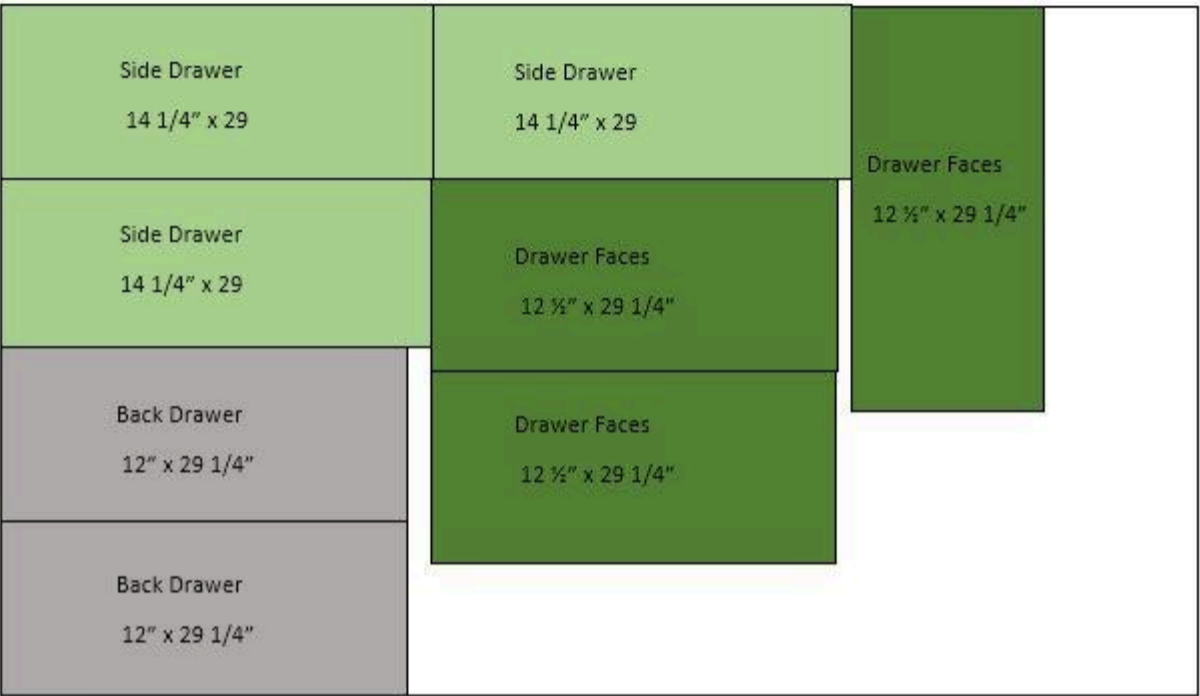 Side Drawer
14 1/4” x 29
Side Drawer
14 1/4” x 29
Drawer Faces
12 ½” x 29 1/4”
Side Drawer
14 1/4” x 29
Drawer Faces
12 ½” x 29 1/4”
Back Drawer
12” x 29 1/4”
Drawer Faces
12 ½” x 29 1/4”
Back Drawer
12” x 29 1/4”